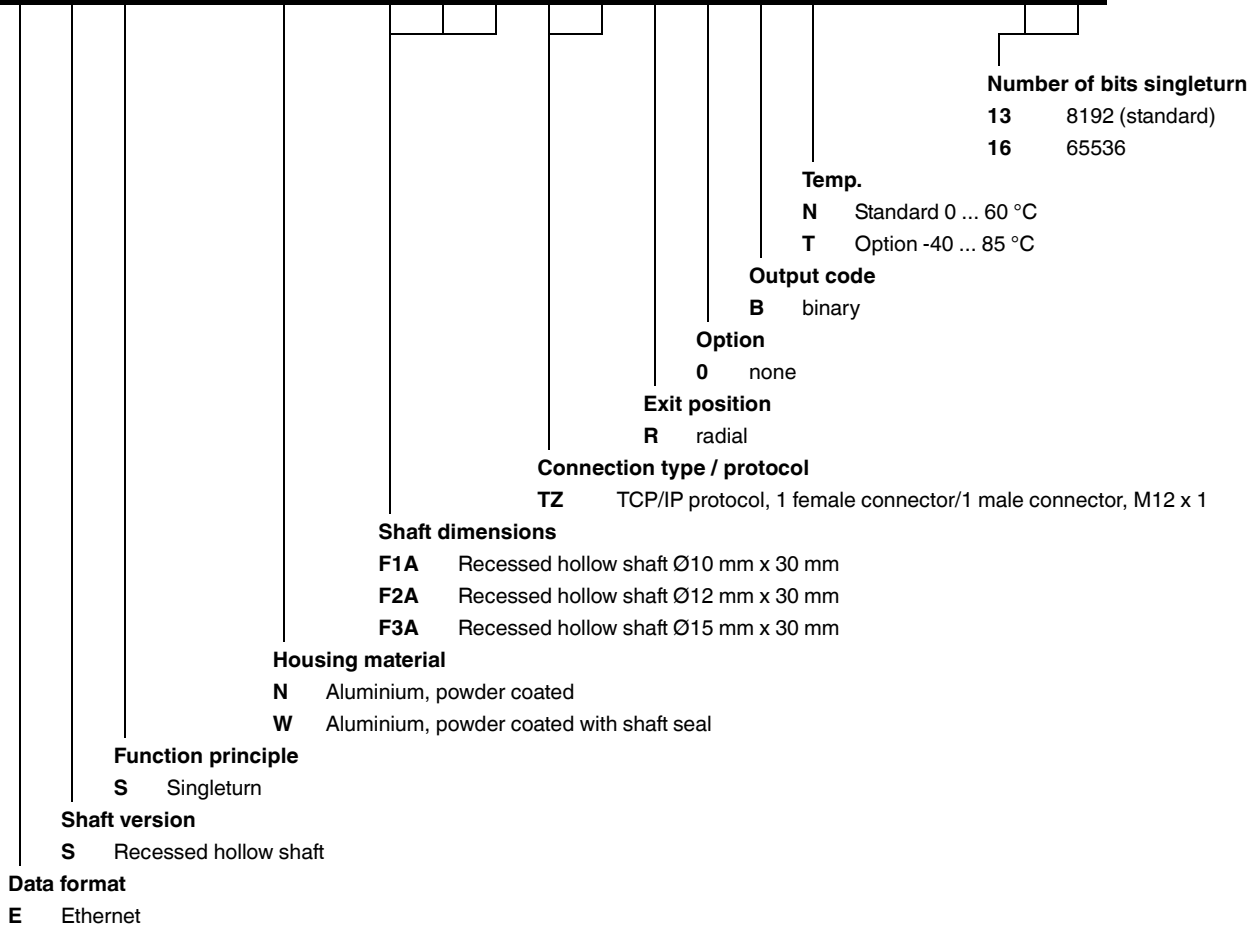 Number of bits singleturn
13 8192 (standard)
16 65536
Temp.
N Standard 0 ... 60 °C
T Option -40 ... 85 °C
Output code
B binary
Option
0 none
Exit position
R radial
Connection type / protocol
TZ TCP/IP protocol, 1 female connector/1 male connector, M12 x 1
Shaft dimensions
F1A Recessed hollow shaft Ø10 mm x 30 mm
F2A Recessed hollow shaft Ø12 mm x 30 mm
F3A Recessed hollow shaft Ø15 mm x 30 mm
Housing material
N Aluminium, powder coated
W Aluminium, powder coated with shaft seal
Function principle
S Singleturn
Shaft version
S Recessed hollow shaft
Data format
E Ethernet